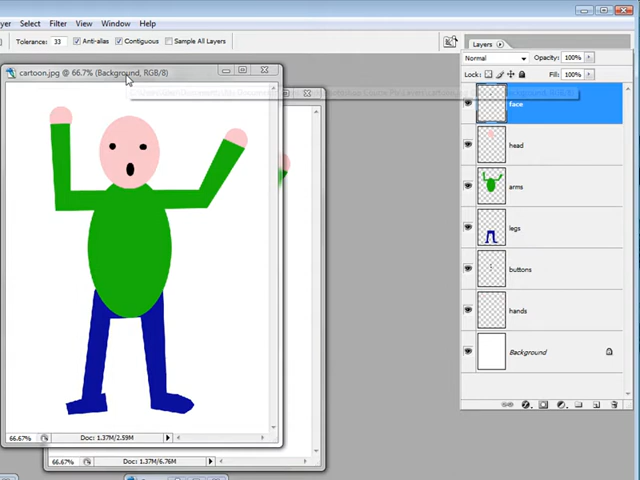 ayer Select Filter View Window Help
Tolerance: 33 Anti-alias Contiguous Sample All Layers
Layers
Normal Opacity: 100%
Lock: Fill: 100%
cartoon.jpg @ 66.7% (Background, RGB/8)
face
head
arms
legs
buttons
hands
Background
66.67% Doc: 1.37M/2.59M
66.67% Doc: 1.37M/6.76M